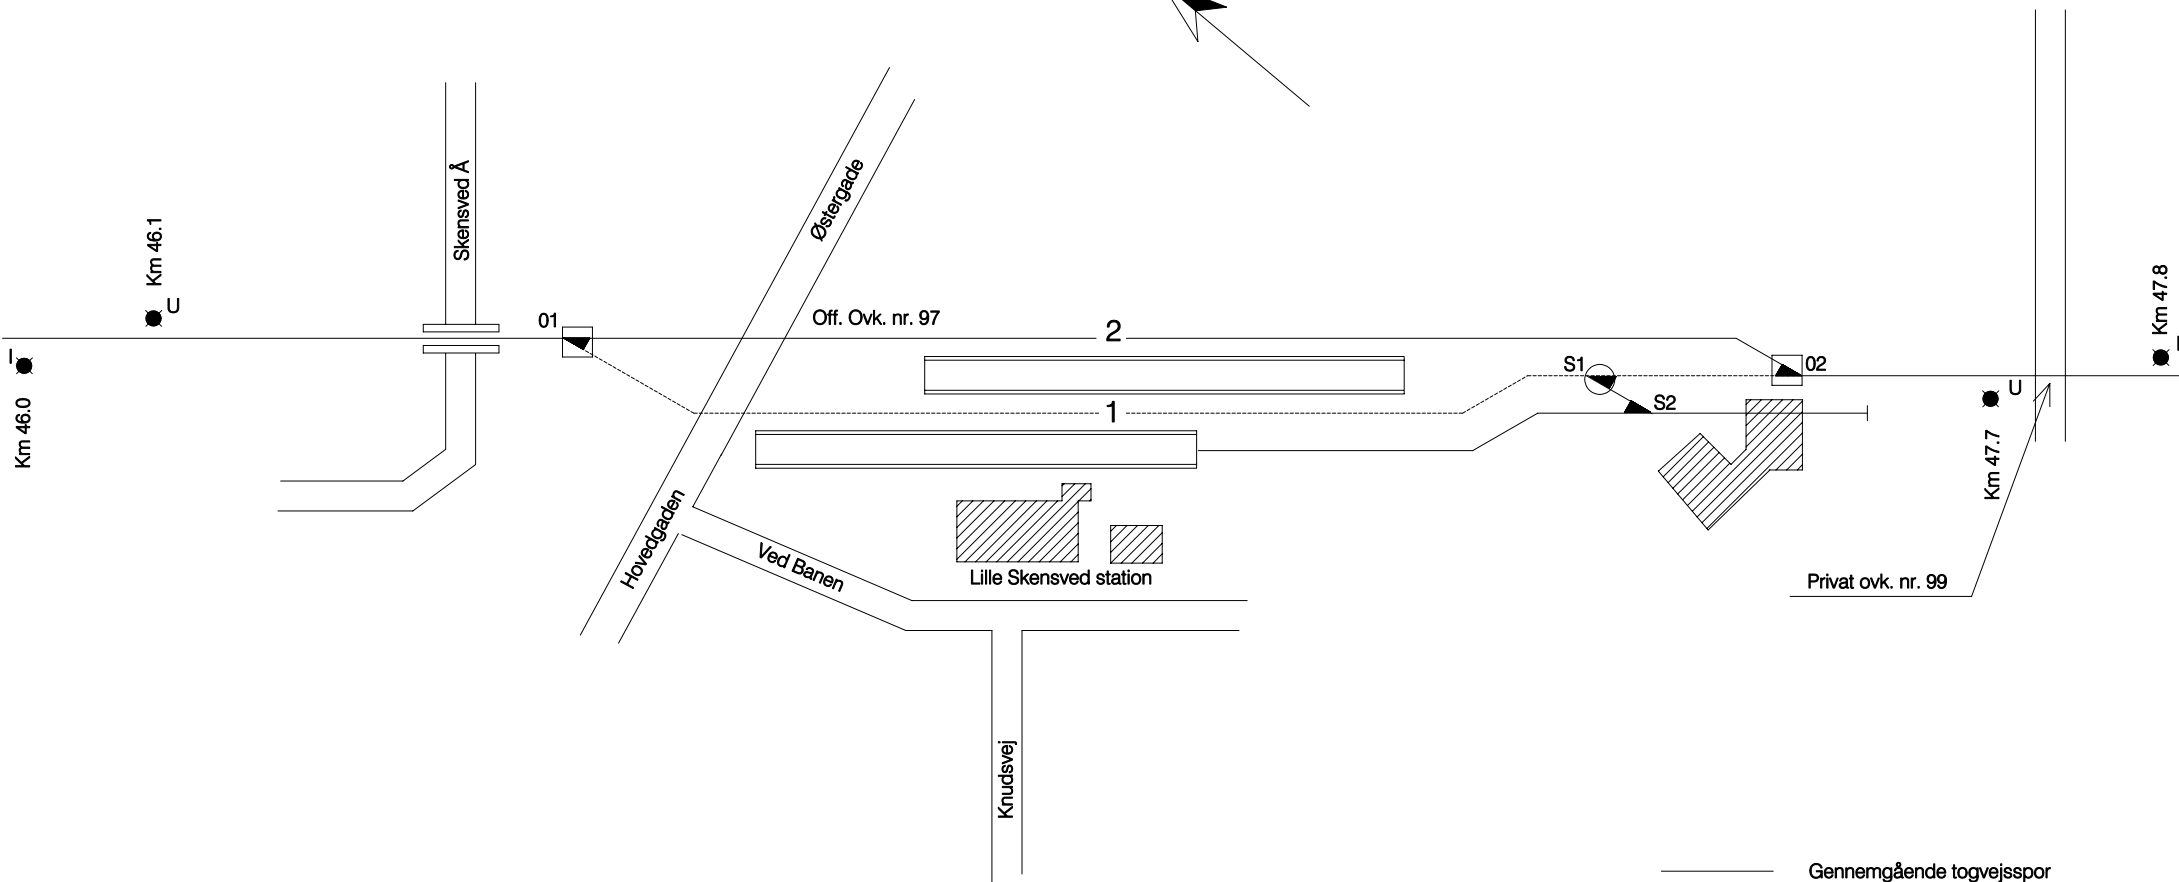 Km 46.1
U
I
Km 46.0
Skensved Å
01
Østergade
Off. Ovk. nr. 97
2
1
S1
S2
02
U
Km 47.7
Km 47.8
Hovedgaden
Ved Banen
Lille Skensved station
Privat ovk. nr. 99
Knudsvej
Gennemgående togvejsspor